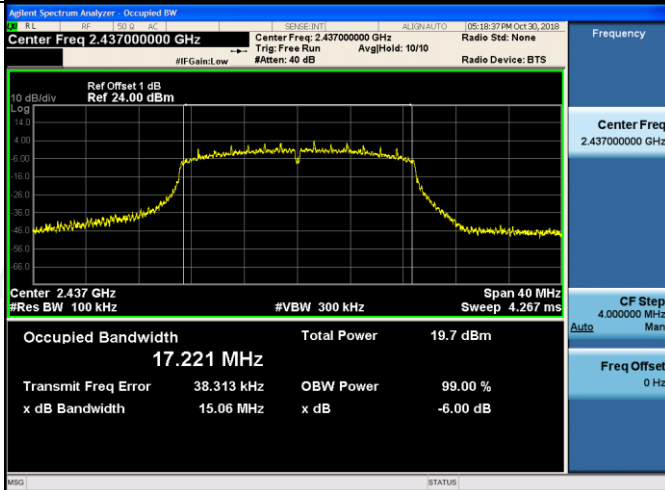 Agilent Spectrum Analyzer - Occupied BW
RL RF 50 Ω AC SENSE:INT ALIGN AUTO 05:18:37 PM Oct 30, 2018
Center Freq 2.437000000 GHz
Center Freq: 2.437000000 GHz
Radio Std: None
Trig: Free Run Avg|Hold: 10/10
#IFGain:Low #Atten: 40 dB Radio Device: BTS
Frequency
Ref Offset 1 dB
10 dB/div Ref 24.00 dBm
Log
14.0
4.00
-6.00
-16.0
-26.0
-36.0
-46.0
-56.0
-66.0
Center Freq
2.437000000 GHz
Center 2.437 GHz Span 40 MHz
#Res BW 100 kHz #VBW 300 kHz Sweep 4.267 ms
CF Step
4.000000 MHz
Auto Man
Freq Offset
0 Hz
Occupied Bandwidth Total Power 19.7 dBm
17.221 MHz
Transmit Freq Error 38.313 kHz OBW Power 99.00 %
x dB Bandwidth 15.06 MHz x dB -6.00 dB
MSG STATUS